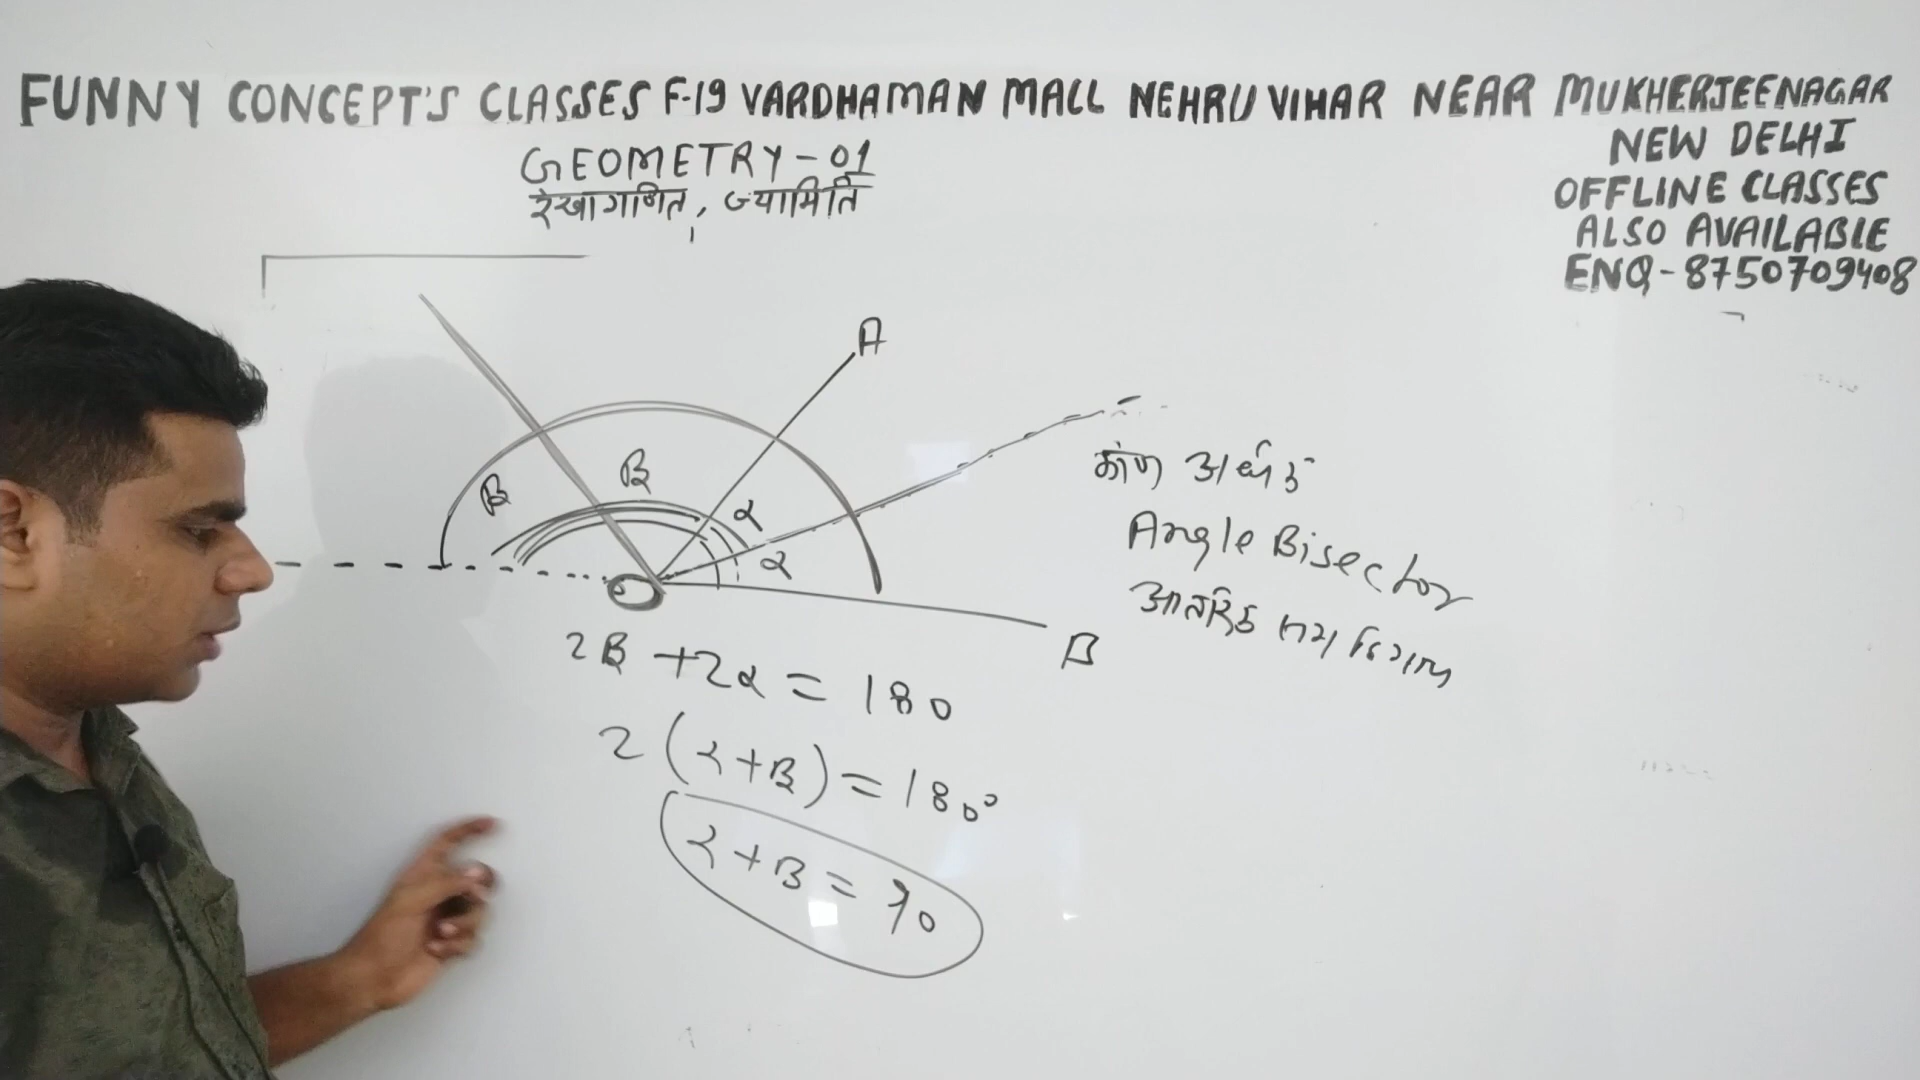 FUNNY CONCEPT'S CLASSES F-19 VARDHAMAN MALL NEHRU VIHAR NEAR MUKHERJEENAGAR
NEW DELHI
OFFLINE CLASSES
ALSO AVAILABLE
ENQ-8750709408
GEOMETRY-01
रेखागणित, ज्यामिति
A
B
B
α
α
कोण
Angle Bisector
O
B
2B+2α=180
2(α+B)=180°
α+B=90